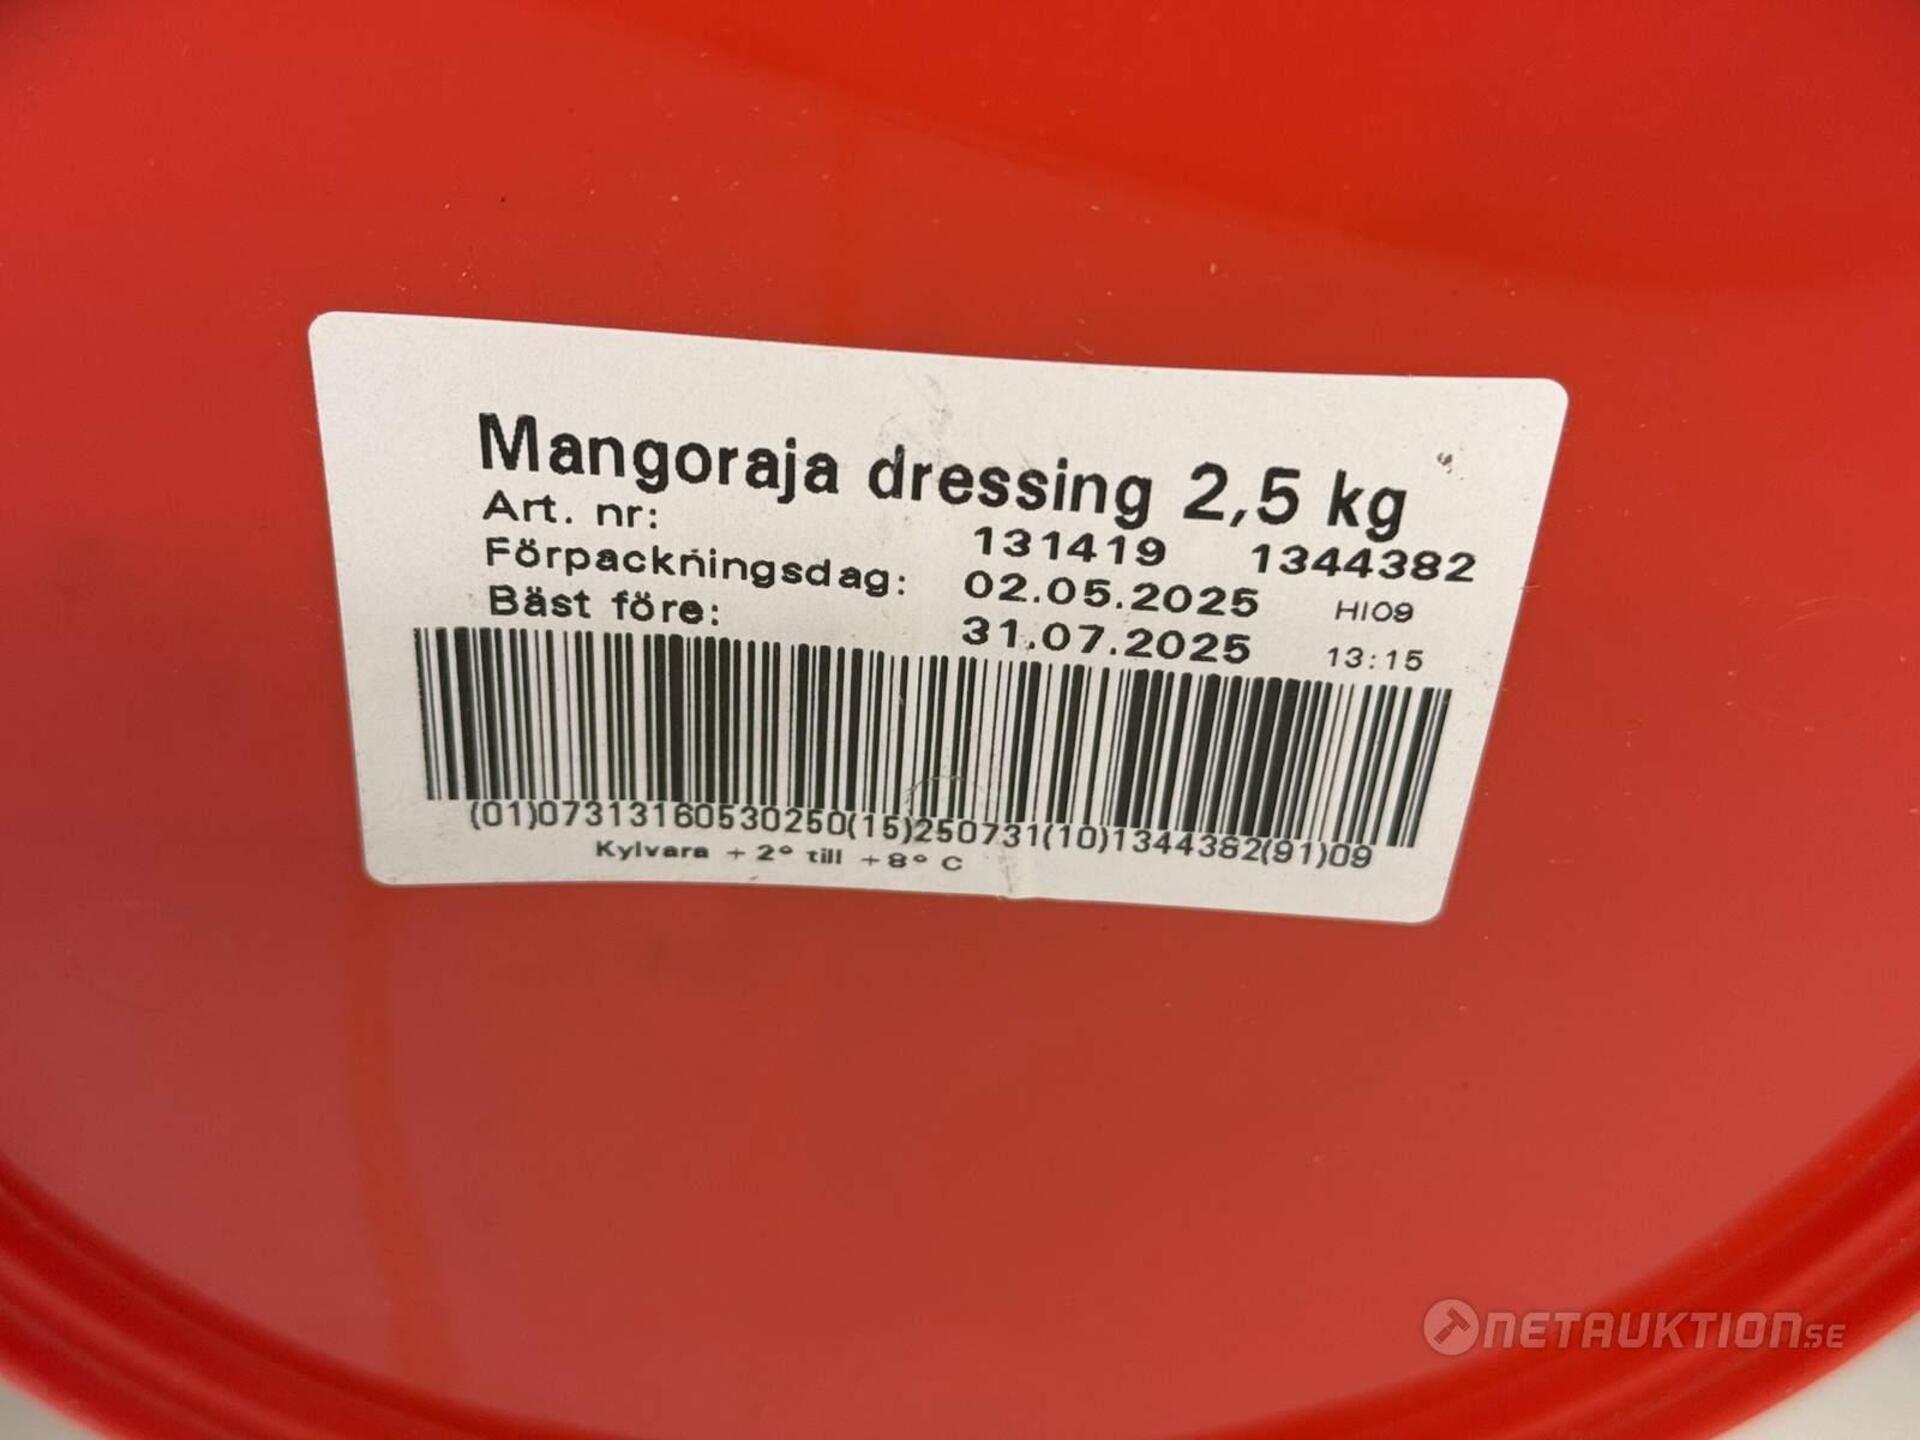 Mangoraja dressing 2,5 kg
Art. nr: 131419 1344382
Förpackningsdag: 02.05.2025 HI09
Bäst före: 31.07.2025 13:15
(01)07313160530250(15)250731(10)1344382(91)09
Kylvara + 2° till + 8° C
NETAUKTION.SE